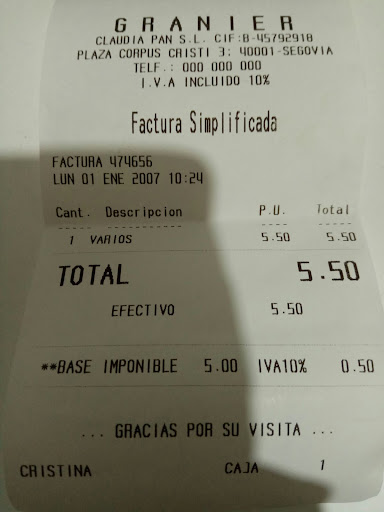 GRANIER
CLAUDIA PAN S.L. CIF:B-45792918
PLAZA CORPUS CRISTI 3: 40001-SEGOVIA
TELF.: 000 000 000
I.V.A INCLUIDO 10%
Factura Simplificada
FACTURA 474656
LUN 01 ENE 2007 10:24
Cant. Descripcion P.U. Total
1 VARIOS 5.50 5.50
TOTAL 5.50
EFECTIVO 5.50
**BASE IMPONIBLE 5.00 IVA10% 0.50
... GRACIAS POR SU VISITA ...
CRISTINA CAJA 1